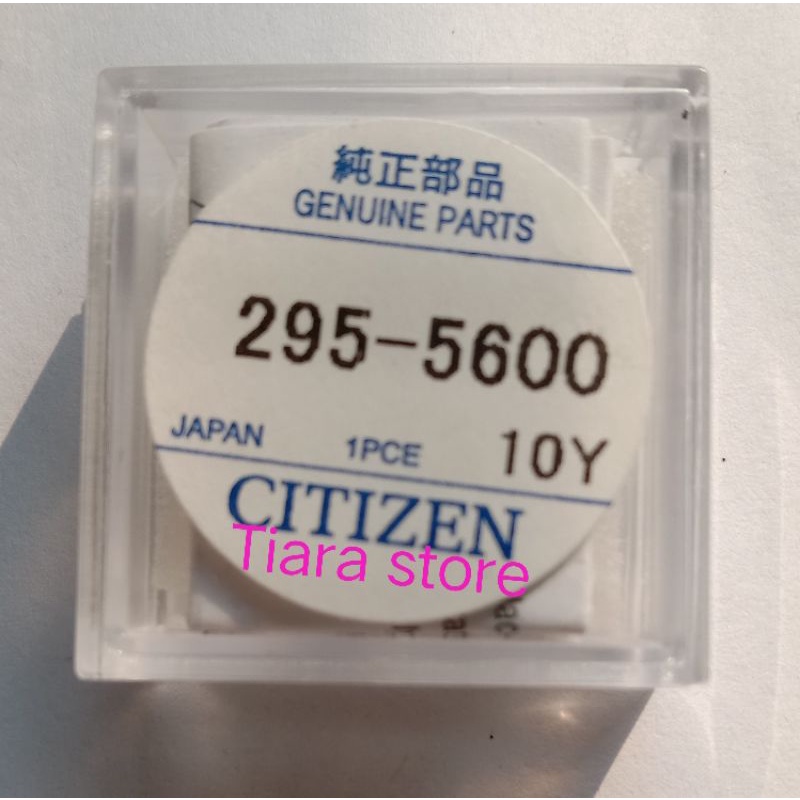 純正部品
GENUINE PARTS
295-5600
JAPAN 1PCE 10Y
CITIZEN
Tiara store